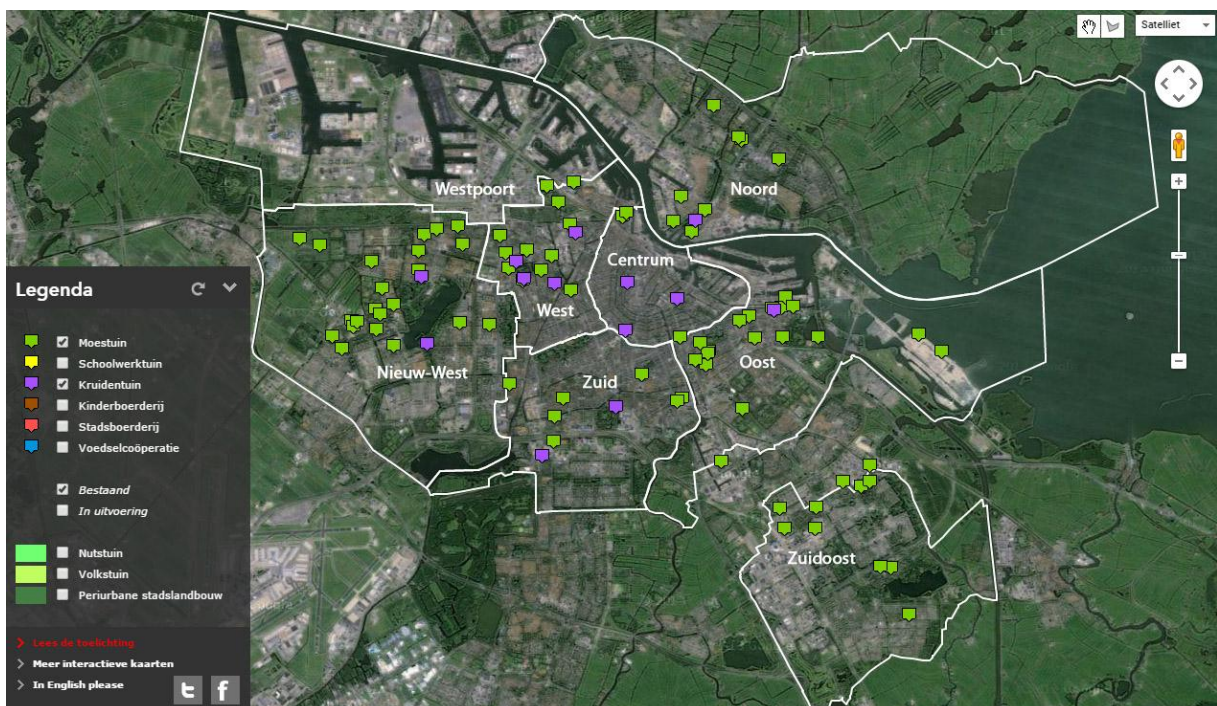 Satelliet
Westpoort
Noord
Centrum
West
Nieuw-West
Zuid
Oost
Zuidoost
Legenda
Moestuin
Schoolwerktuin
Kruidentuin
Kinderboerderij
Stadsboerderij
Voedselcoöperatie
Bestaand
In uitvoering
Nutstuin
Volkstuin
Periurbane stadslandbouw
Lees de toelichting
Meer interactieve kaarten
In English please